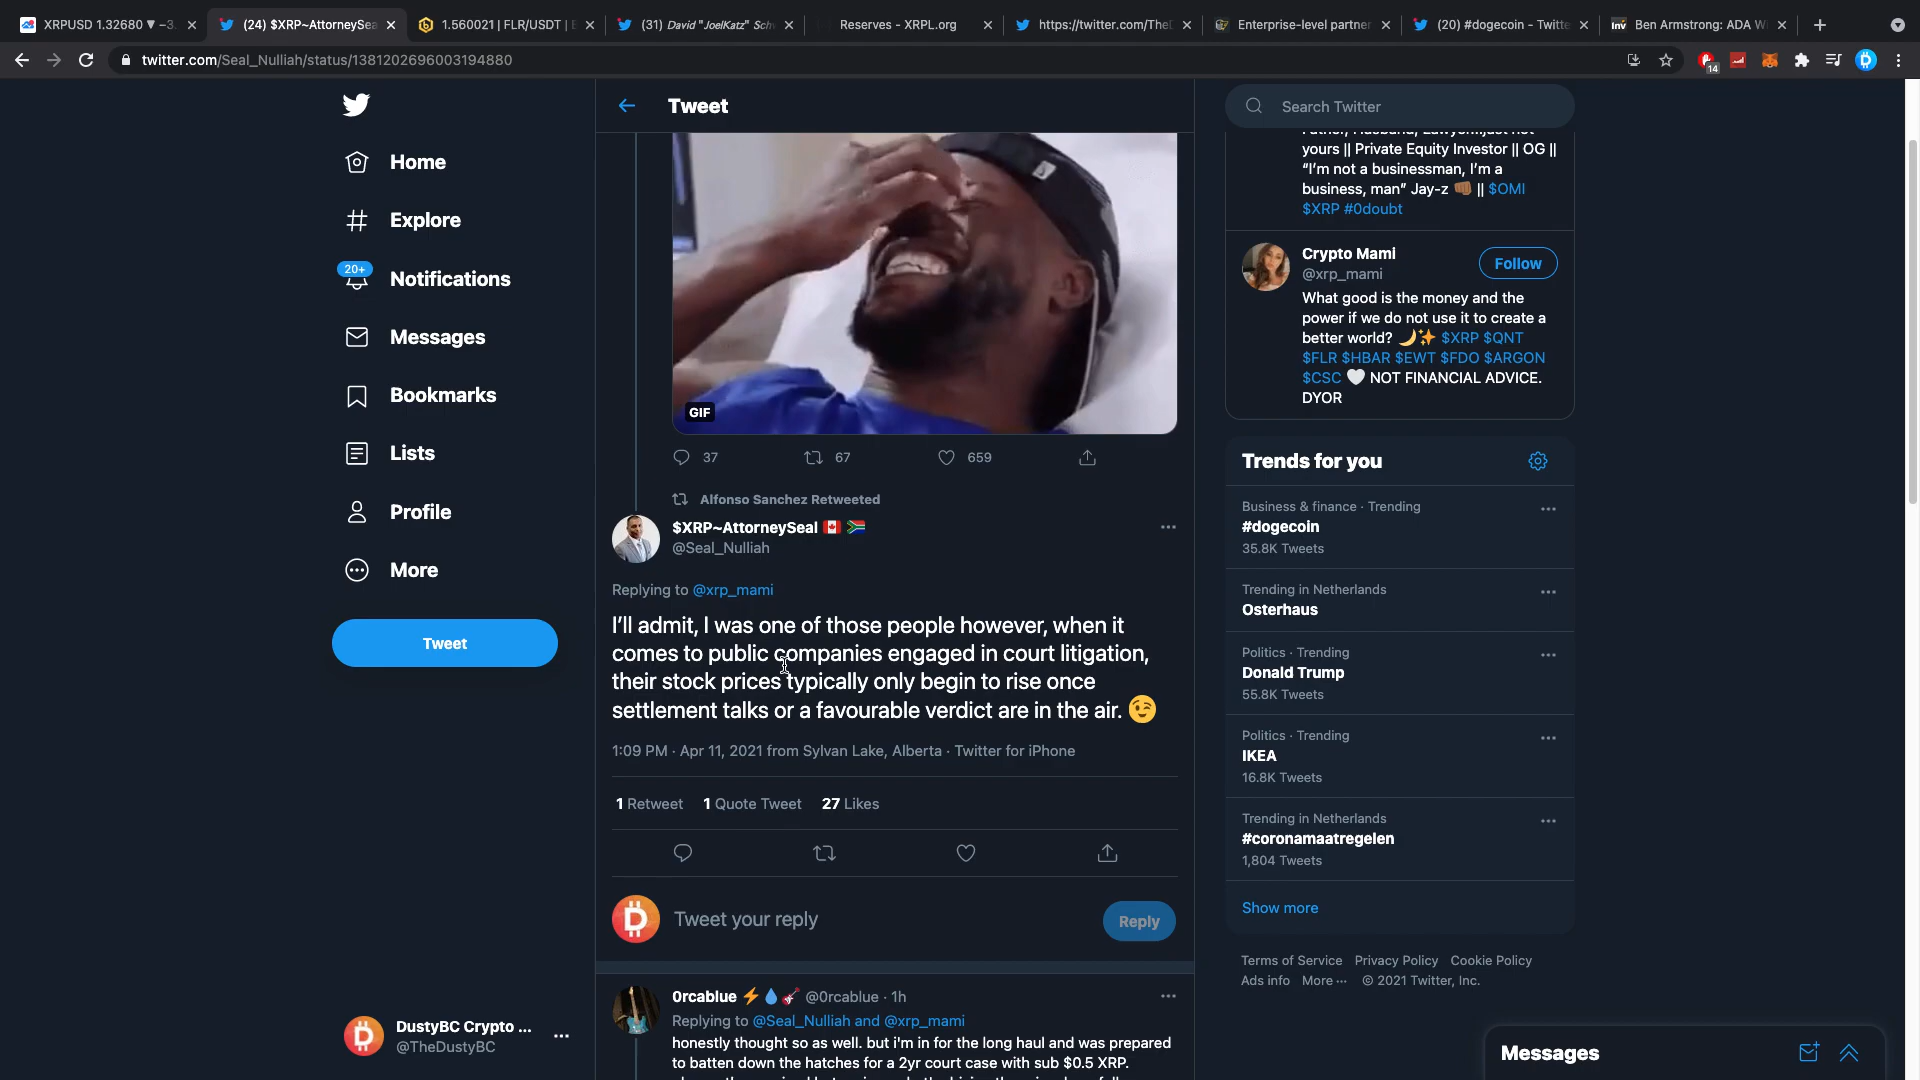 XRPUSD 1.32680 ▼ −3.
(24) $XRP~AttorneySea
1.560021 | FLR/USDT |
(31) David "JoelKatz" Sch
Reserves - XRPL.org
https://twitter.com/TheD
Enterprise-level partner
(20) #dogecoin - Twitte
Ben Armstrong: ADA W
twitter.com/Seal_Nulliah/status/1381202696003194880
14
Home
Explore
20+
Notifications
Messages
Bookmarks
Lists
Profile
More
Tweet
DustyBC Crypto ...
@TheDustyBC
Tweet
GIF
37
67
659
Alfonso Sanchez Retweeted
$XRP~AttorneySeal 🇨🇦 🇿🇦
@Seal_Nulliah
Replying to @xrp_mami
I'll admit, I was one of those people however, when it
comes to public companies engaged in court litigation,
their stock prices typically only begin to rise once
settlement talks or a favourable verdict are in the air. 😉
1:09 PM · Apr 11, 2021 from Sylvan Lake, Alberta · Twitter for iPhone
1 Retweet 1 Quote Tweet 27 Likes
Tweet your reply
Reply
0rcablue ⚡💧🎸 @0rcablue · 1h
Replying to @Seal_Nulliah and @xrp_mami
honestly thought so as well. but i'm in for the long haul and was prepared
to batten down the hatches for a 2yr court case with sub $0.5 XRP.
Search Twitter
yours || Private Equity Investor || OG ||
“I'm not a businessman, I'm a
business, man” Jay-z 👊🏾 || $OMI
$XRP #0doubt
Crypto Mami
@xrp_mami
Follow
What good is the money and the
power if we do not use it to create a
better world? 🌙✨ $XRP $QNT
$FLR $HBAR $EWT $FDO $ARGON
$CSC 🤍 NOT FINANCIAL ADVICE.
DYOR
Trends for you
Business & finance · Trending
#dogecoin
35.8K Tweets
Trending in Netherlands
Osterhaus
Politics · Trending
Donald Trump
55.8K Tweets
Politics · Trending
IKEA
16.8K Tweets
Trending in Netherlands
#coronamaatregelen
1,804 Tweets
Show more
Terms of Service Privacy Policy Cookie Policy
Ads info More ··· © 2021 Twitter, Inc.
Messages